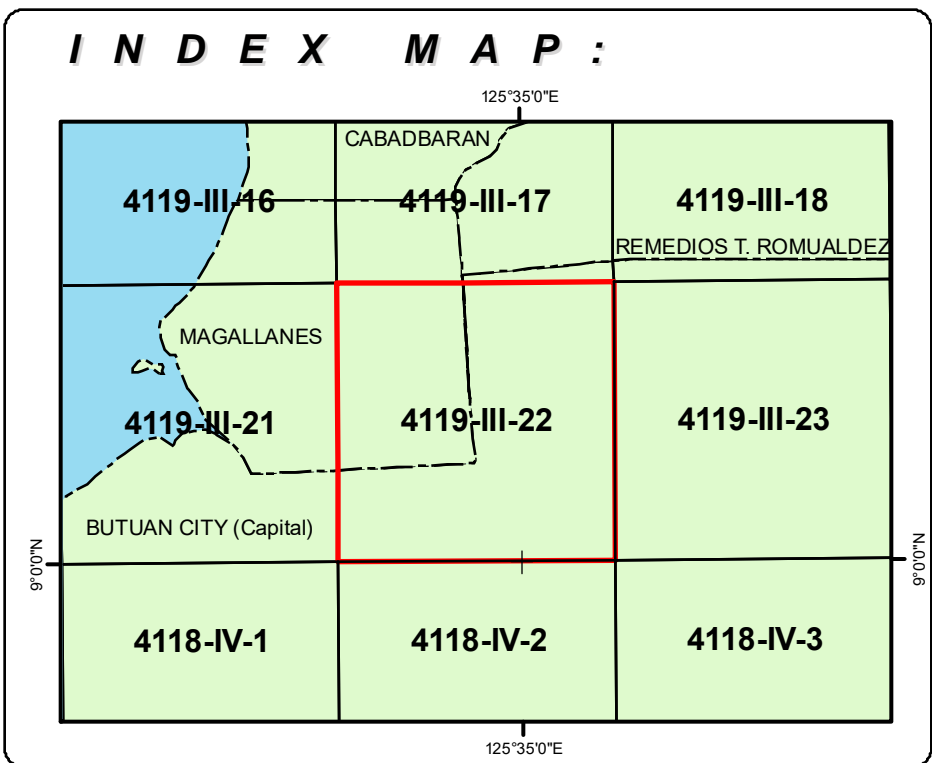 INDEX MAP:
125°35'0"E
CABADBARAN
4119-III-16
4119-III-17
4119-III-18
REMEDIOS T. ROMUALDEZ
MAGALLANES
4119-III-21
4119-III-22
4119-III-23
BUTUAN CITY (Capital)
9°0'0"N
9°0'0"N
4118-IV-1
4118-IV-2
4118-IV-3
125°35'0"E